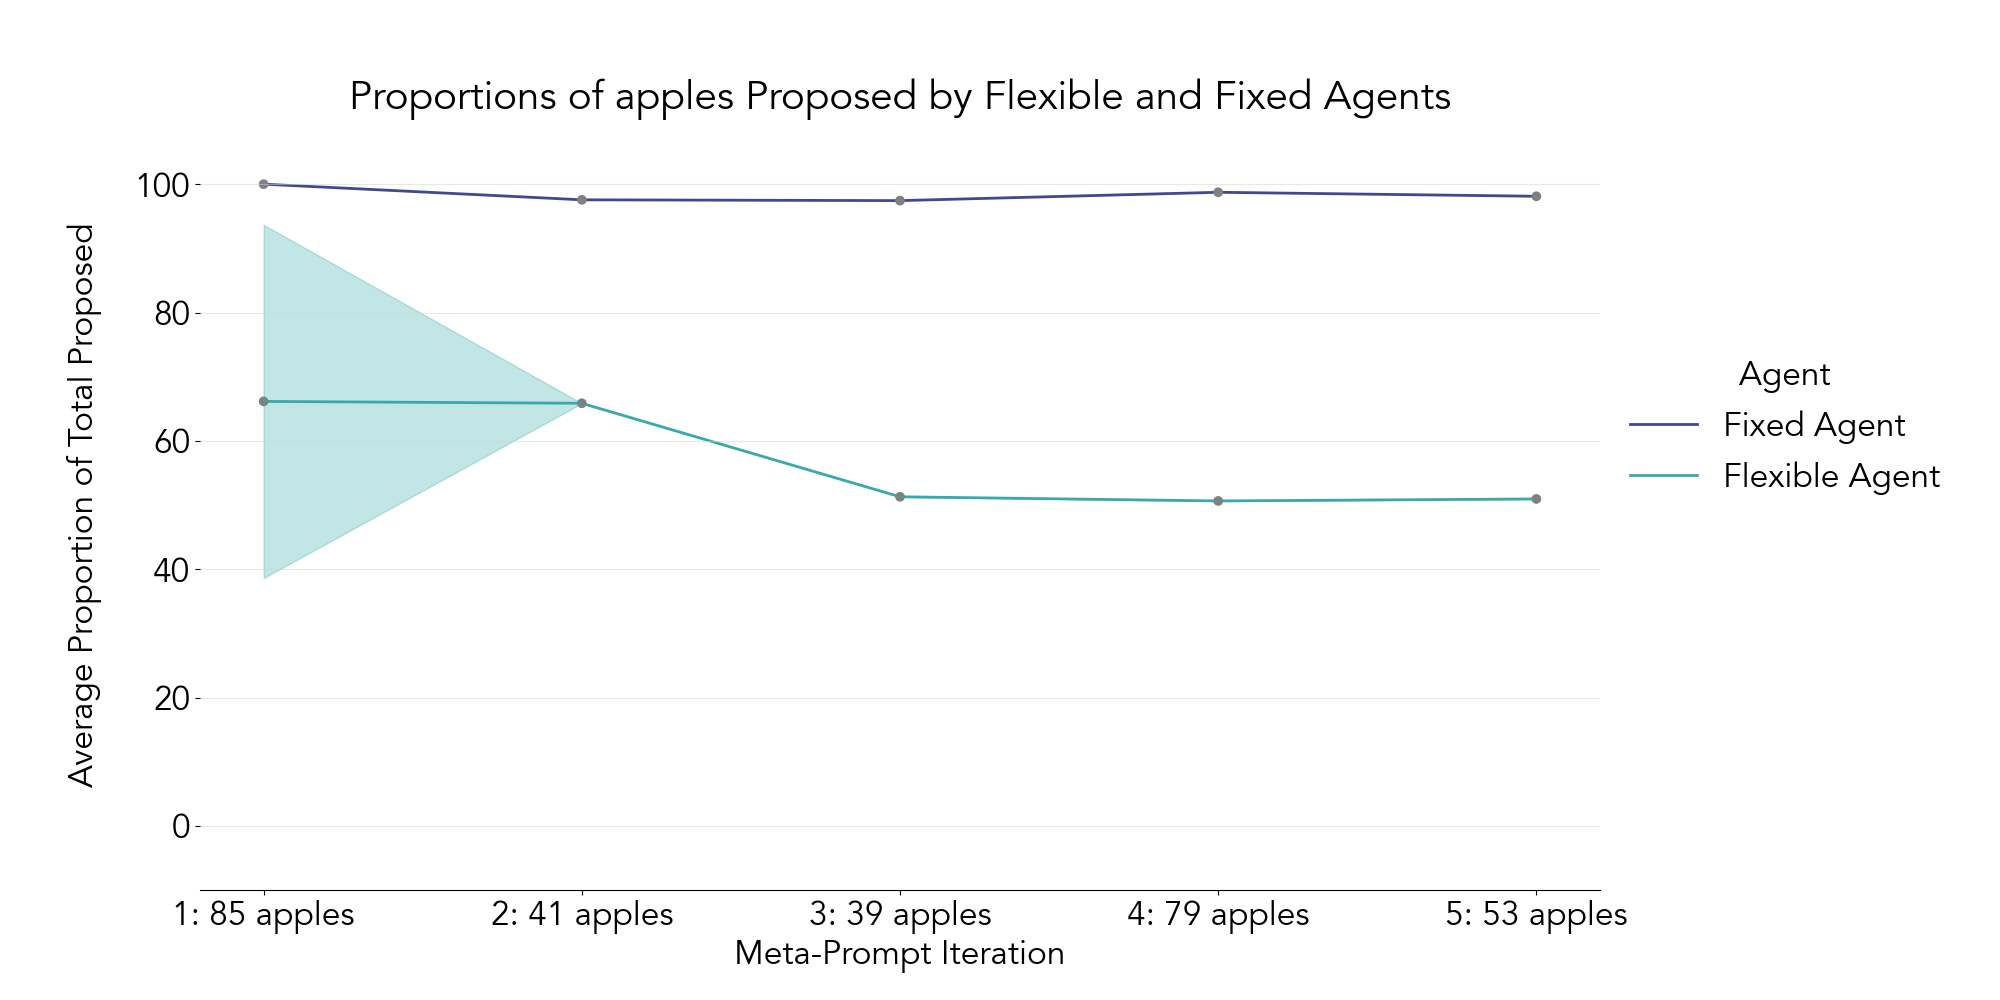 Proportions of apples Proposed by Flexible and Fixed Agents
Average Proportion of Total Proposed
100
80
60
40
20
0
1: 85 apples
2: 41 apples
3: 39 apples
4: 79 apples
5: 53 apples
Meta-Prompt Iteration
Agent
Fixed Agent
Flexible Agent